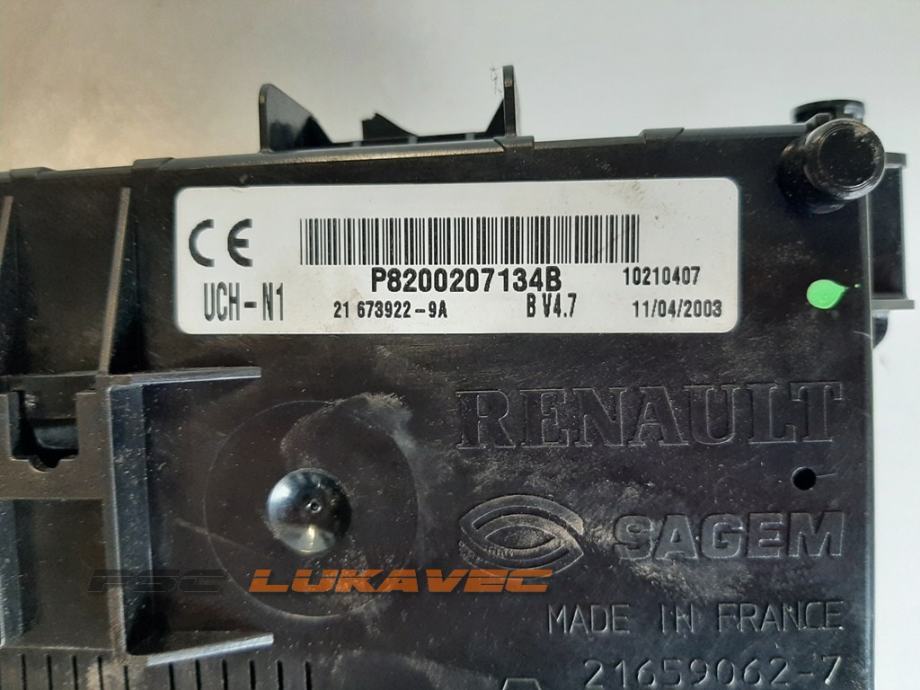 CE
P8200207134B 10210407
UCH-N1 21 673922-9A B V4.7 11/04/2003
RENAULT
SAGEM
PSC LUKAVEC
MADE IN FRANCE
21659062-7